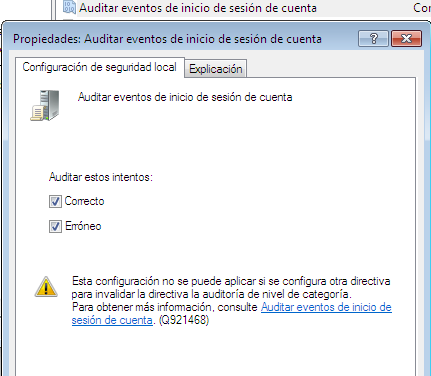 Auditar eventos de inicio de sesión de cuenta
Propiedades: Auditar eventos de inicio de sesión de cuenta
Configuración de seguridad local
Explicación
Auditar eventos de inicio de sesión de cuenta
Auditar estos intentos:
Correcto
Erróneo
Esta configuración no se puede aplicar si se configura otra directiva
para invalidar la directiva la auditoría de nivel de categoría.
Para obtener más información, consulte Auditar eventos de inicio de
sesión de cuenta. (Q921468)